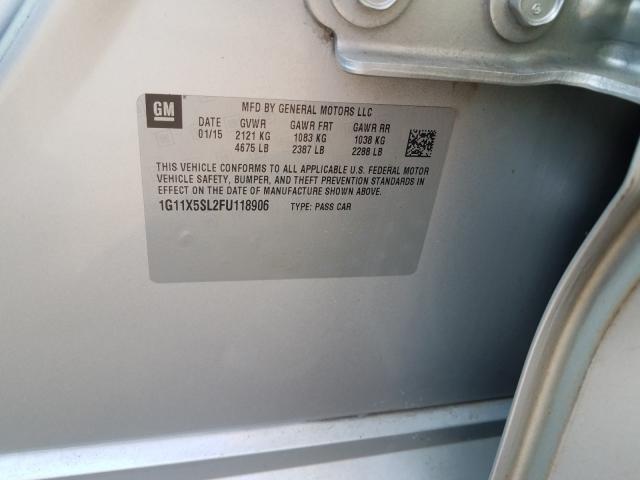 GM
MFD BY GENERAL MOTORS LLC
DATE GVWR GAWR FRT GAWR RR
01/15 2121 KG 1083 KG 1038 KG
4675 LB 2387 LB 2288 LB
THIS VEHICLE CONFORMS TO ALL APPLICABLE U.S. FEDERAL MOTOR
VEHICLE SAFETY, BUMPER, AND THEFT PREVENTION STANDARDS IN
EFFECT ON THE DATE OF MANUFACTURE SHOWN ABOVE.
1G11X5SL2FU118906 TYPE: PASS CAR